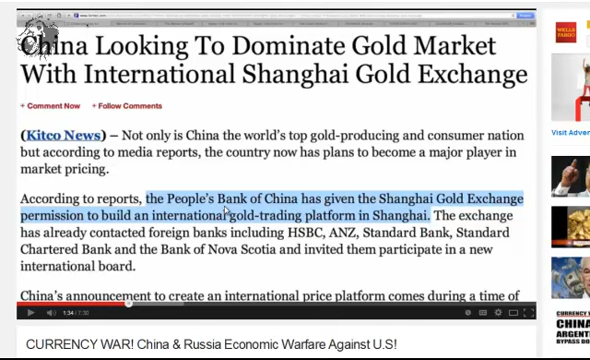 China Looking To Dominate Gold Market
With International Shanghai Gold Exchange
+ Comment Now + Follow Comments
(Kitco News) – Not only is China the world's top gold-producing and consumer nation
but according to media reports, the country now has plans to become a major player in
market pricing.
According to reports, the People's Bank of China has given the Shanghai Gold Exchange
permission to build an international gold-trading platform in Shanghai. The exchange
has already contacted foreign banks including HSBC, ANZ, Standard Bank, Standard
Chartered Bank and the Bank of Nova Scotia and invited them participate in a new
international board.
China's announcement to create an international price platform comes during a time of
1:34 / 7:30
CURRENCY WAR! China & Russia Economic Warfare Against U.S!
WELLS
FARGO
Visit Adver
CURRENCY W
CHINA
ARGENTI
BYPASS DO